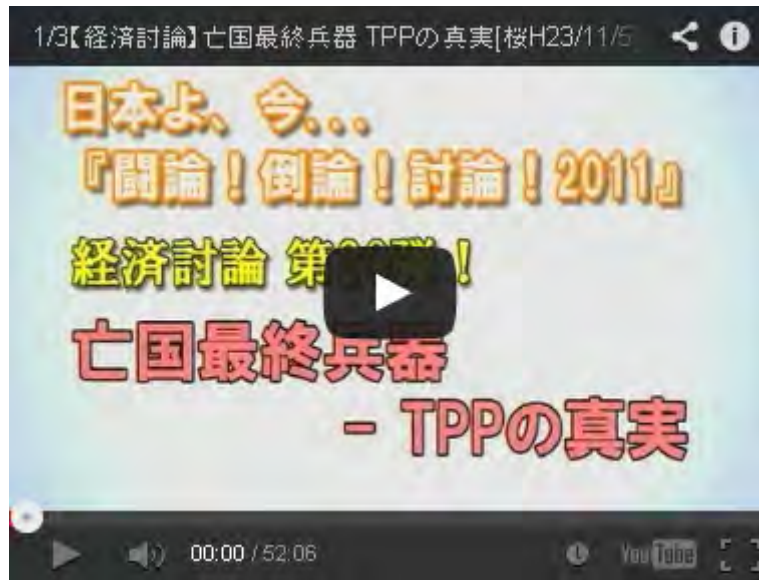 1/3【経済討論】亡国最終兵器 TPPの真実[桜H23/11/5
日本よ、今...
『闘論！倒論！討論！2011』
経済討論 第 ！
亡国最終兵器
- TPPの真実
00:00 / 52:06
YouTube